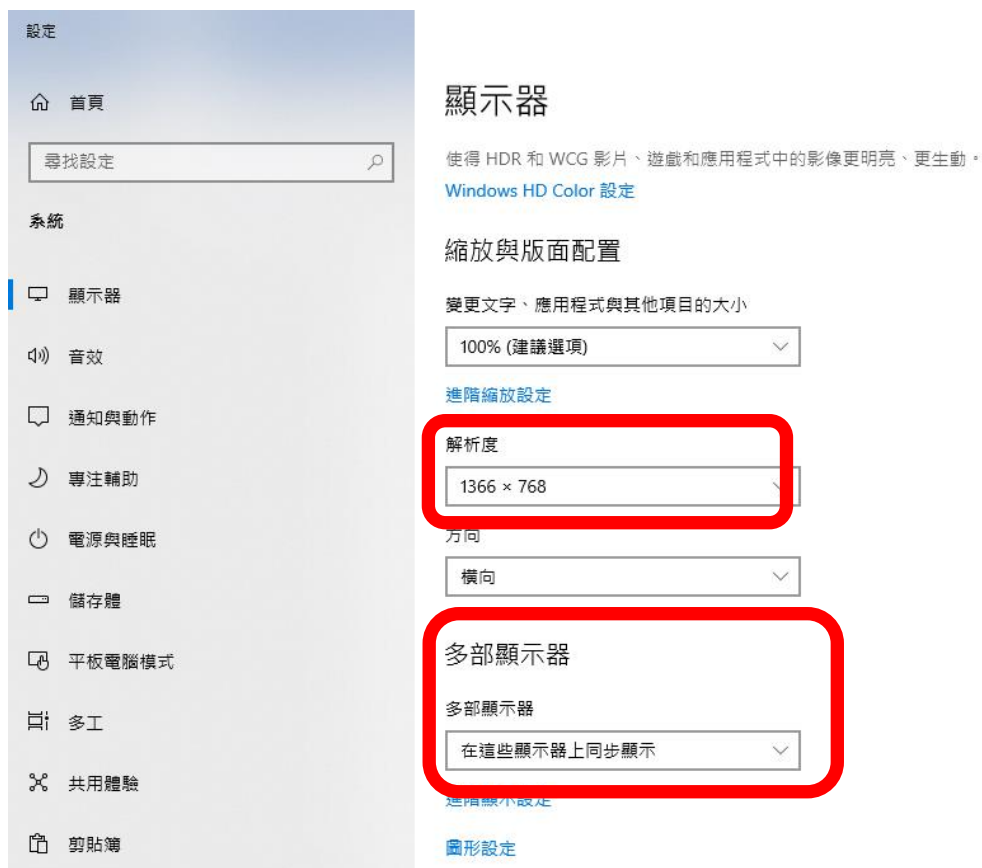 設定
首頁
尋找設定
系統
顯示器
音效
通知與動作
專注輔助
電源與睡眠
儲存體
平板電腦模式
多工
共用體驗
剪貼簿
顯示器
使得 HDR 和 WCG 影片、遊戲和應用程式中的影像更明亮、更生動。
Windows HD Color 設定
縮放與版面配置
變更文字、應用程式與其他項目的大小
100% (建議選項)
進階縮放設定
解析度
1366 × 768
方向
橫向
多部顯示器
多部顯示器
在這些顯示器上同步顯示
進階顯示設定
圖形設定